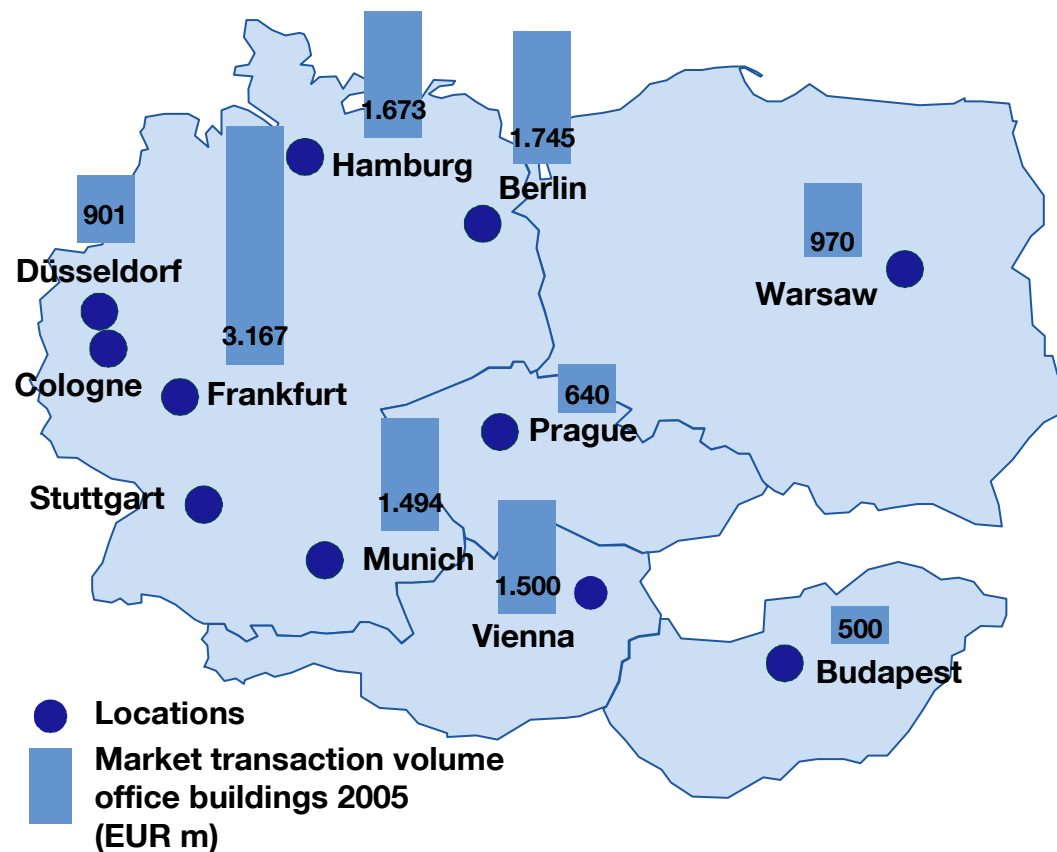 1.673
Hamburg
1.745
Berlin
901
Düsseldorf
970
Warsaw
3.167
Cologne
Frankfurt
640
Prague
Stuttgart
1.494
Munich
1.500
Vienna
500
Budapest
Locations
Market transaction volume
office buildings 2005
(EUR m)